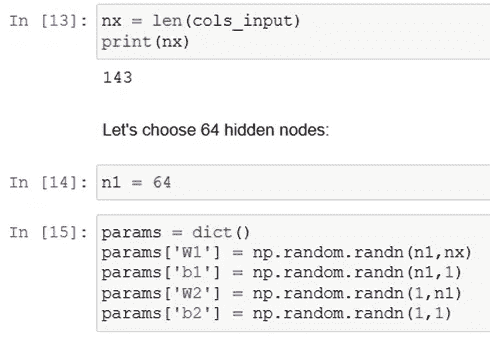 In [13]: nx = len(cols_input)
print(nx)
143
Let's choose 64 hidden nodes:
In [14]: n1 = 64
In [15]: params = dict()
params['W1'] = np.random.randn(n1,nx)
params['b1'] = np.random.randn(n1,1)
params['W2'] = np.random.randn(1,n1)
params['b2'] = np.random.randn(1,1)